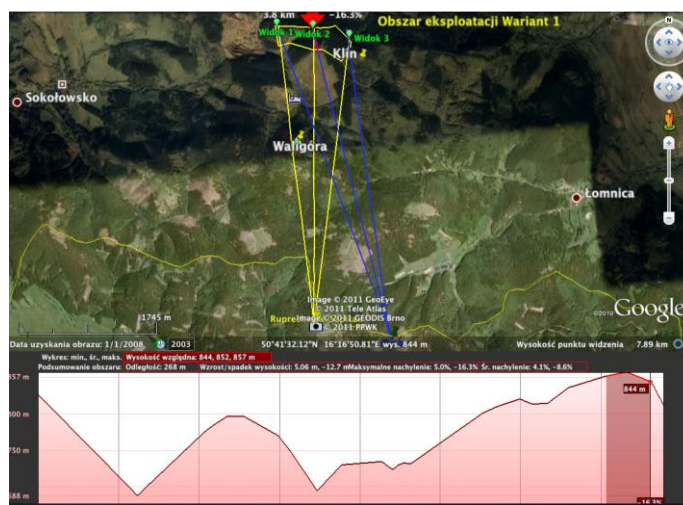 3.8 km -16.3%
Obszar eksploatacji Wariant 1
N
Widok 1 Widok 2 Widok 3
Klin
Sokołowsko
Waligóra
Łomnica
Image © 2011 GeoEye
© 2011 Tele Atlas
Image © 2011 GEODIS Brno
© 2011 PPWK
1745 m
©2010 Google
Data uzyskania obrazu: 1/1/2008 2003 50°41'32.12"N 16°16'50.81"E wys. 844 m Wysokość punktu widzenia 7.89 km
Wykres: min., śr., maks. Wysokość względna: 844, 852, 857 m
Podsumowanie obszaru: Odległość: 268 m Wzrost/spadek wysokości: 5.06 m, -12.7 m Maksymalne nachylenie: 5.0%, -16.3% Śr. nachylenie: 4.1%, -8.6%
857 m
844 m
800 m
750 m
688 m
-16.3%